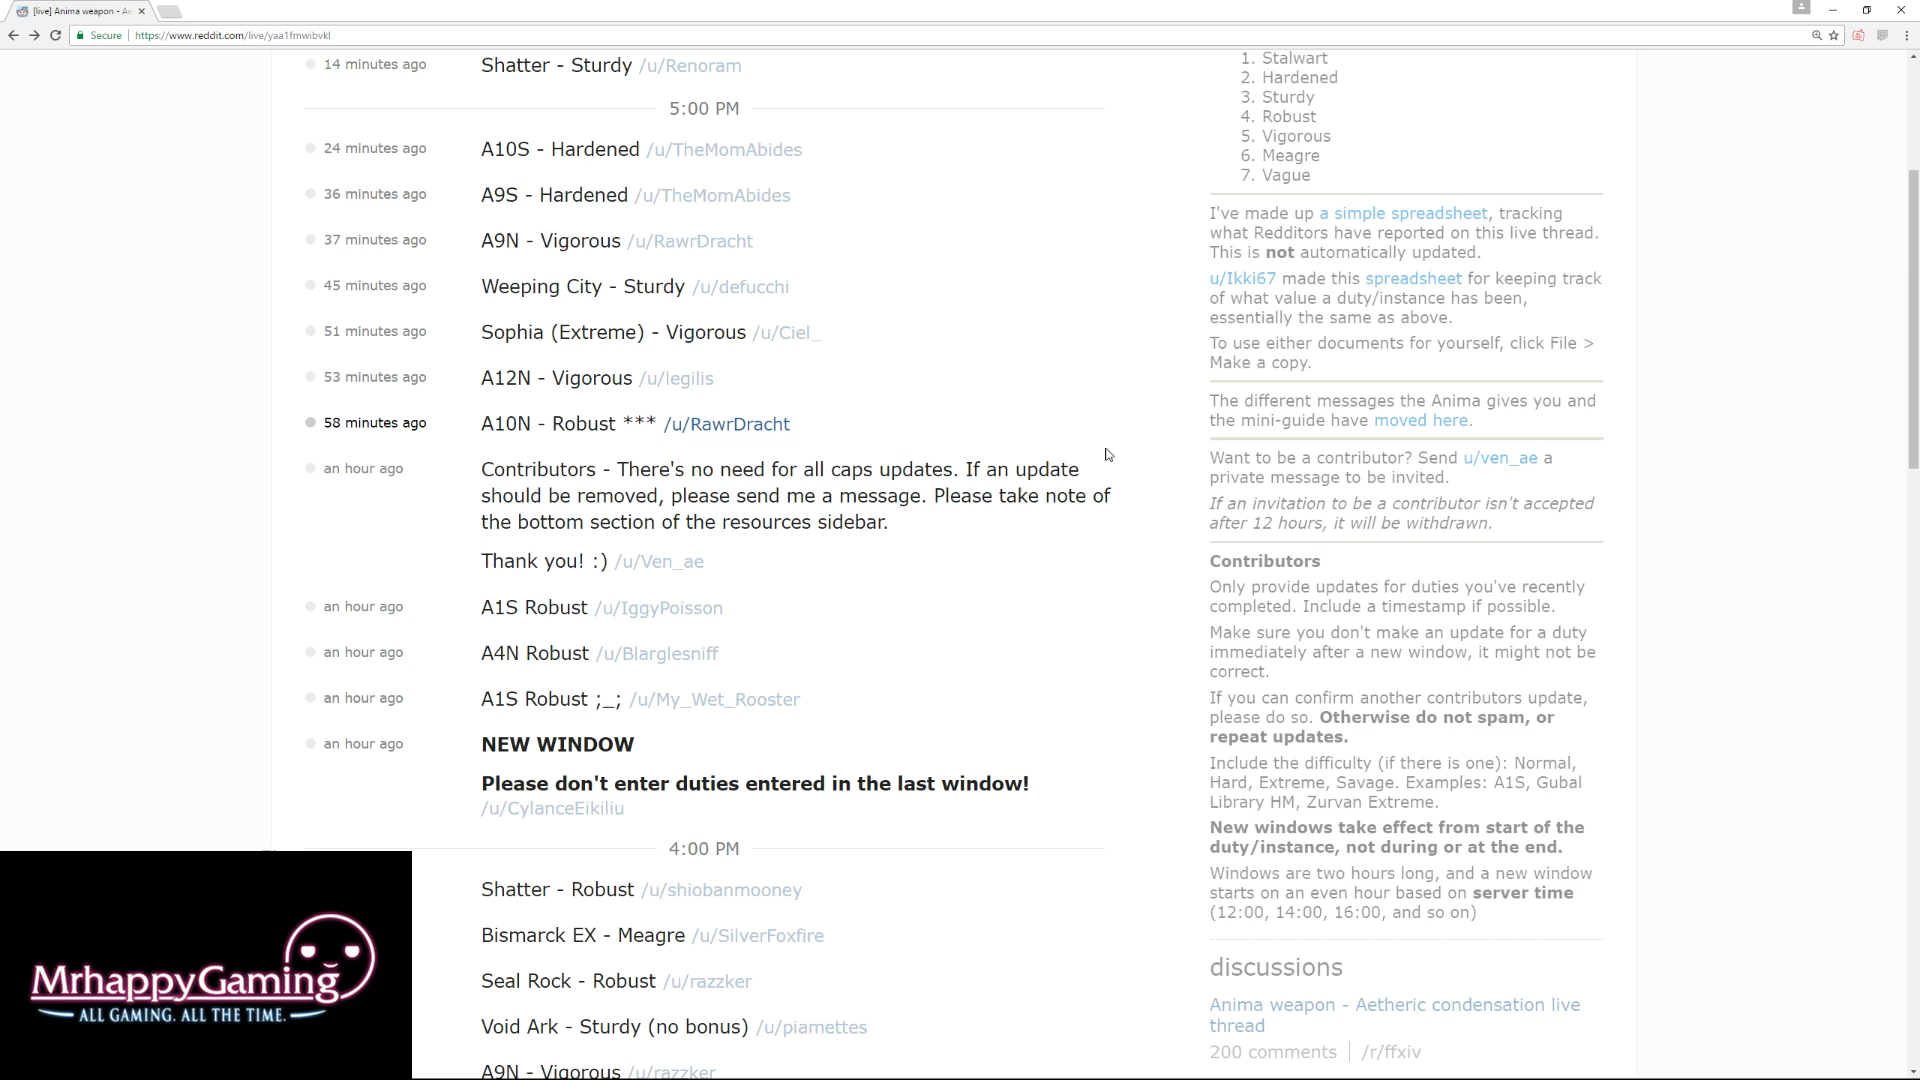 [live] Anima weapon - Ae
Secure
https://www.reddit.com/live/yaa1fmwibvkl
14 minutes ago
Shatter - Sturdy /u/Renoram
5:00 PM
24 minutes ago
A10S - Hardened /u/TheMomAbides
36 minutes ago
A9S - Hardened /u/TheMomAbides
37 minutes ago
A9N - Vigorous /u/RawrDracht
45 minutes ago
Weeping City - Sturdy /u/defucchi
51 minutes ago
Sophia (Extreme) - Vigorous /u/Ciel_
53 minutes ago
A12N - Vigorous /u/legilis
58 minutes ago
A10N - Robust *** /u/RawrDracht
an hour ago
Contributors - There's no need for all caps updates. If an update
should be removed, please send me a message. Please take note of
the bottom section of the resources sidebar.
Thank you! :) /u/Ven_ae
an hour ago
A1S Robust /u/IggyPoisson
an hour ago
A4N Robust /u/Blarglesniff
an hour ago
A1S Robust ;_; /u/My_Wet_Rooster
an hour ago
NEW WINDOW
Please don't enter duties entered in the last window!
/u/CylanceEikiliu
4:00 PM
Shatter - Robust /u/shiobanmooney
Bismarck EX - Meagre /u/SilverFoxfire
Seal Rock - Robust /u/razzker
Void Ark - Sturdy (no bonus) /u/piamettes
A9N - Vigorous /u/razzker
1. Stalwart
2. Hardened
3. Sturdy
4. Robust
5. Vigorous
6. Meagre
7. Vague
I've made up a simple spreadsheet, tracking
what Redditors have reported on this live thread.
This is not automatically updated.
u/Ikki67 made this spreadsheet for keeping track
of what value a duty/instance has been,
essentially the same as above.
To use either documents for yourself, click File >
Make a copy.
The different messages the Anima gives you and
the mini-guide have moved here.
Want to be a contributor? Send u/ven_ae a
private message to be invited.
If an invitation to be a contributor isn't accepted
after 12 hours, it will be withdrawn.
Contributors
Only provide updates for duties you've recently
completed. Include a timestamp if possible.
Make sure you don't make an update for a duty
immediately after a new window, it might not be
correct.
If you can confirm another contributors update,
please do so. Otherwise do not spam, or
repeat updates.
Include the difficulty (if there is one): Normal,
Hard, Extreme, Savage. Examples: A1S, Gubal
Library HM, Zurvan Extreme.
New windows take effect from start of the
duty/instance, not during or at the end.
Windows are two hours long, and a new window
starts on an even hour based on server time
(12:00, 14:00, 16:00, and so on)
discussions
Anima weapon - Aetheric condensation live
thread
200 comments | /r/ffxiv
MrhappyGaming
ALL GAMING. ALL THE TIME.